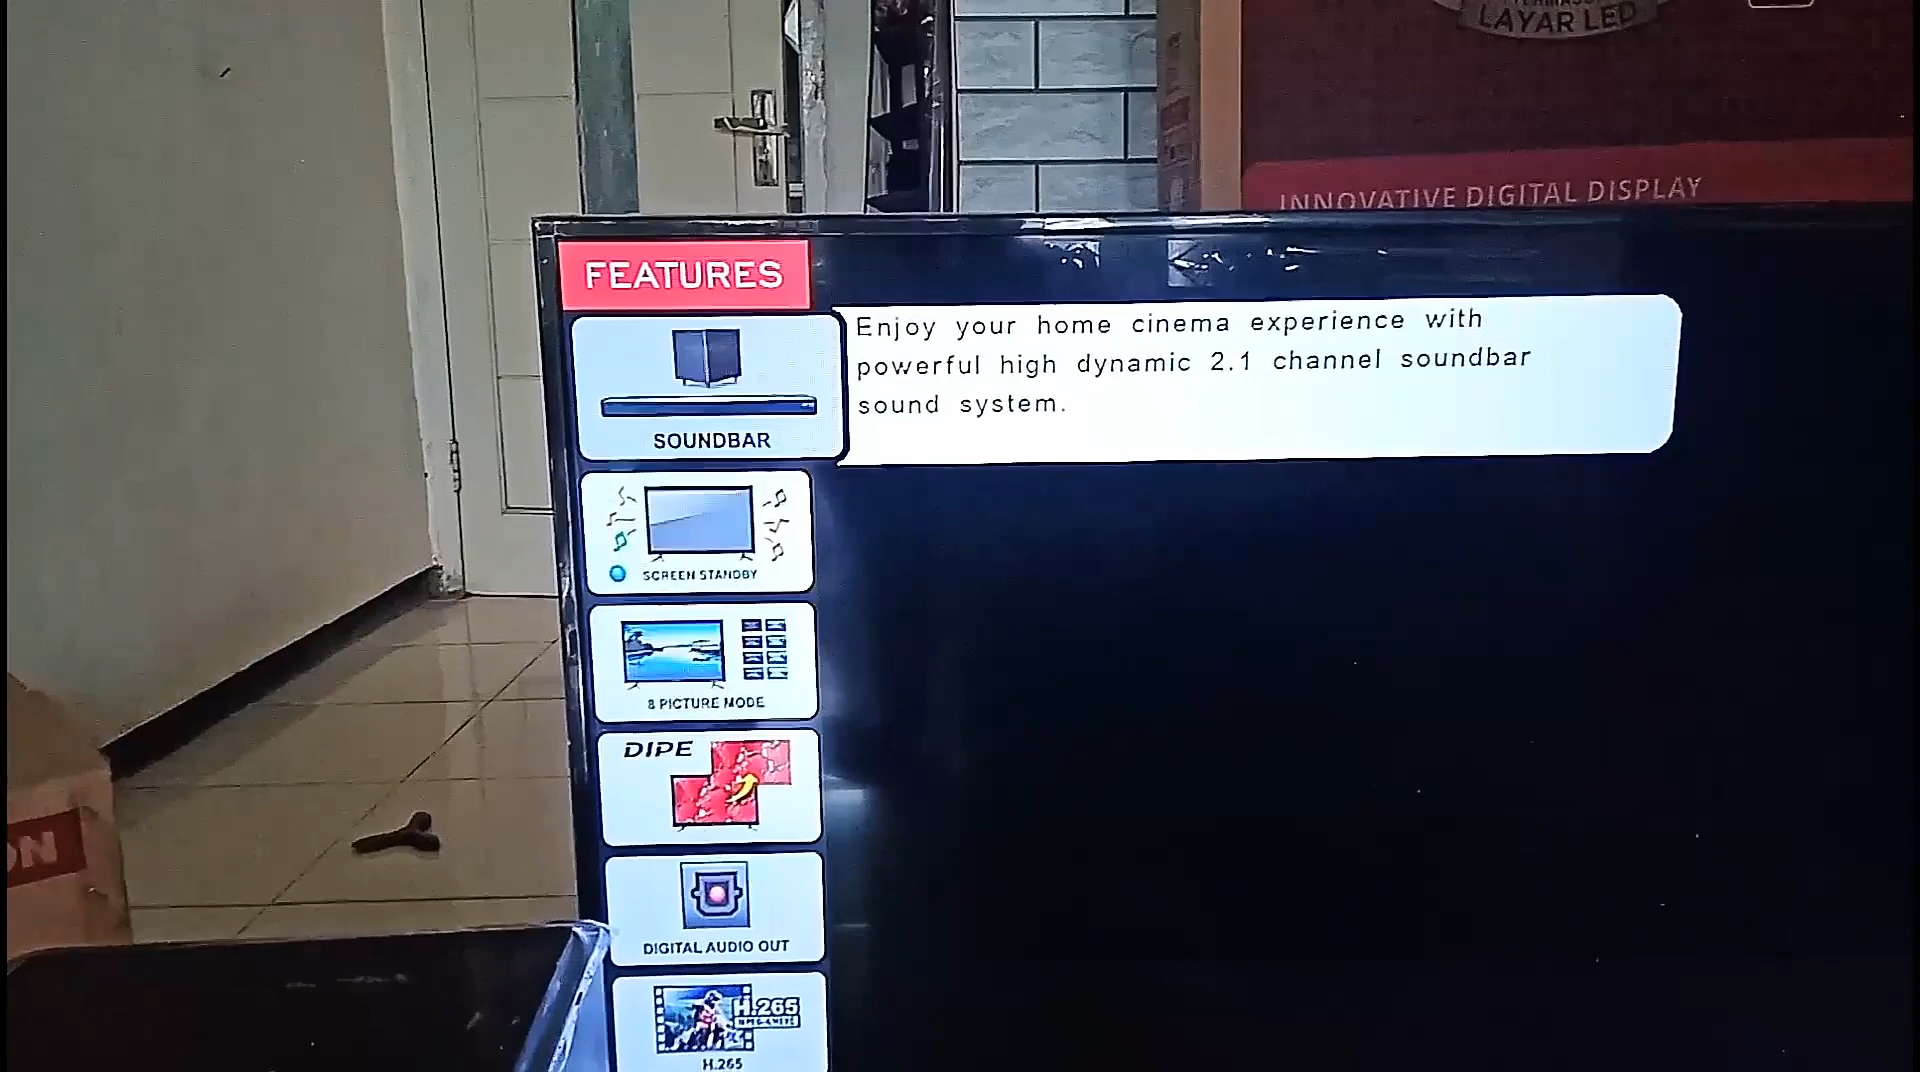 LAYAR LED
INNOVATIVE DIGITAL DISPLAY
FEATURES
Enjoy your home cinema experience with
powerful high dynamic 2.1 channel soundbar
sound system.
SOUNDBAR
SCREEN STANDBY
8 PICTURE MODE
DIPE
DIGITAL AUDIO OUT
H.265
H.265
ON